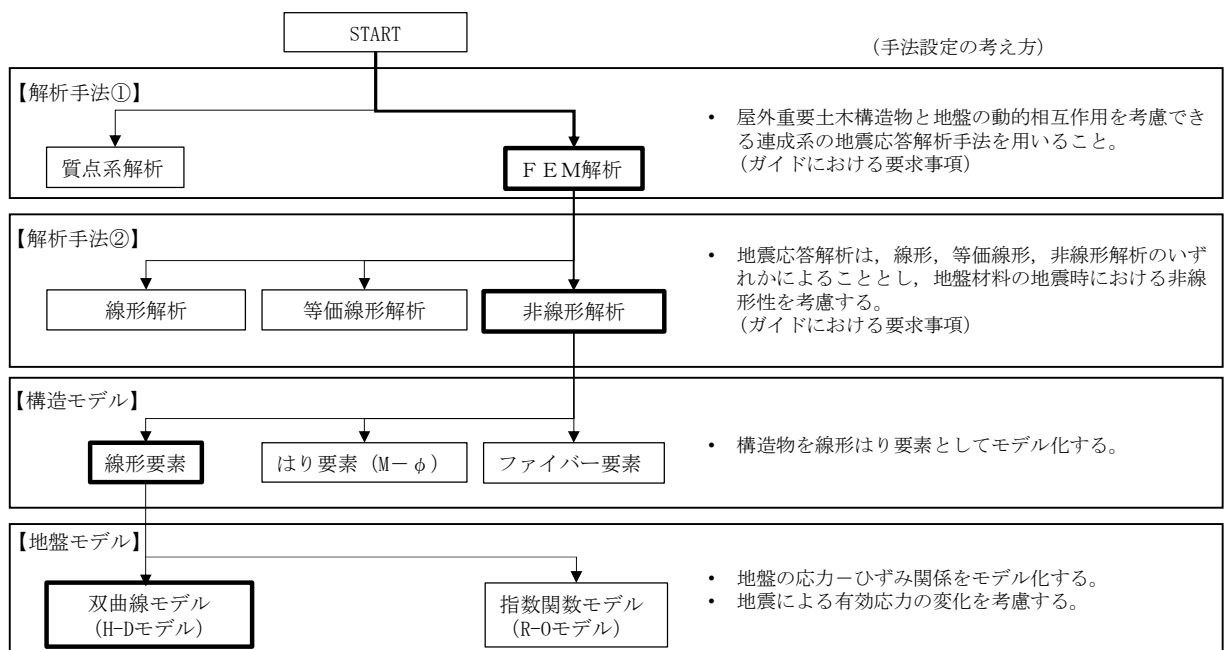 START
(手法設定の考え方)
【解析手法①】
質点系解析
ＦＥＭ解析
• 屋外重要土木構造物と地盤の動的相互作用を考慮でき
る連成系の地震応答解析手法を用いること。
(ガイドにおける要求事項)
【解析手法②】
線形解析
等価線形解析
非線形解析
• 地震応答解析は，線形，等価線形，非線形解析のいず
れかによることとし，地盤材料の地震時における非線
形性を考慮する。
(ガイドにおける要求事項)
【構造モデル】
線形要素
はり要素（M－φ）
ファイバー要素
• 構造物を線形はり要素としてモデル化する。
【地盤モデル】
双曲線モデル
(H-Dモデル)
指数関数モデル
(R-Oモデル)
• 地盤の応力－ひずみ関係をモデル化する。
• 地震による有効応力の変化を考慮する。